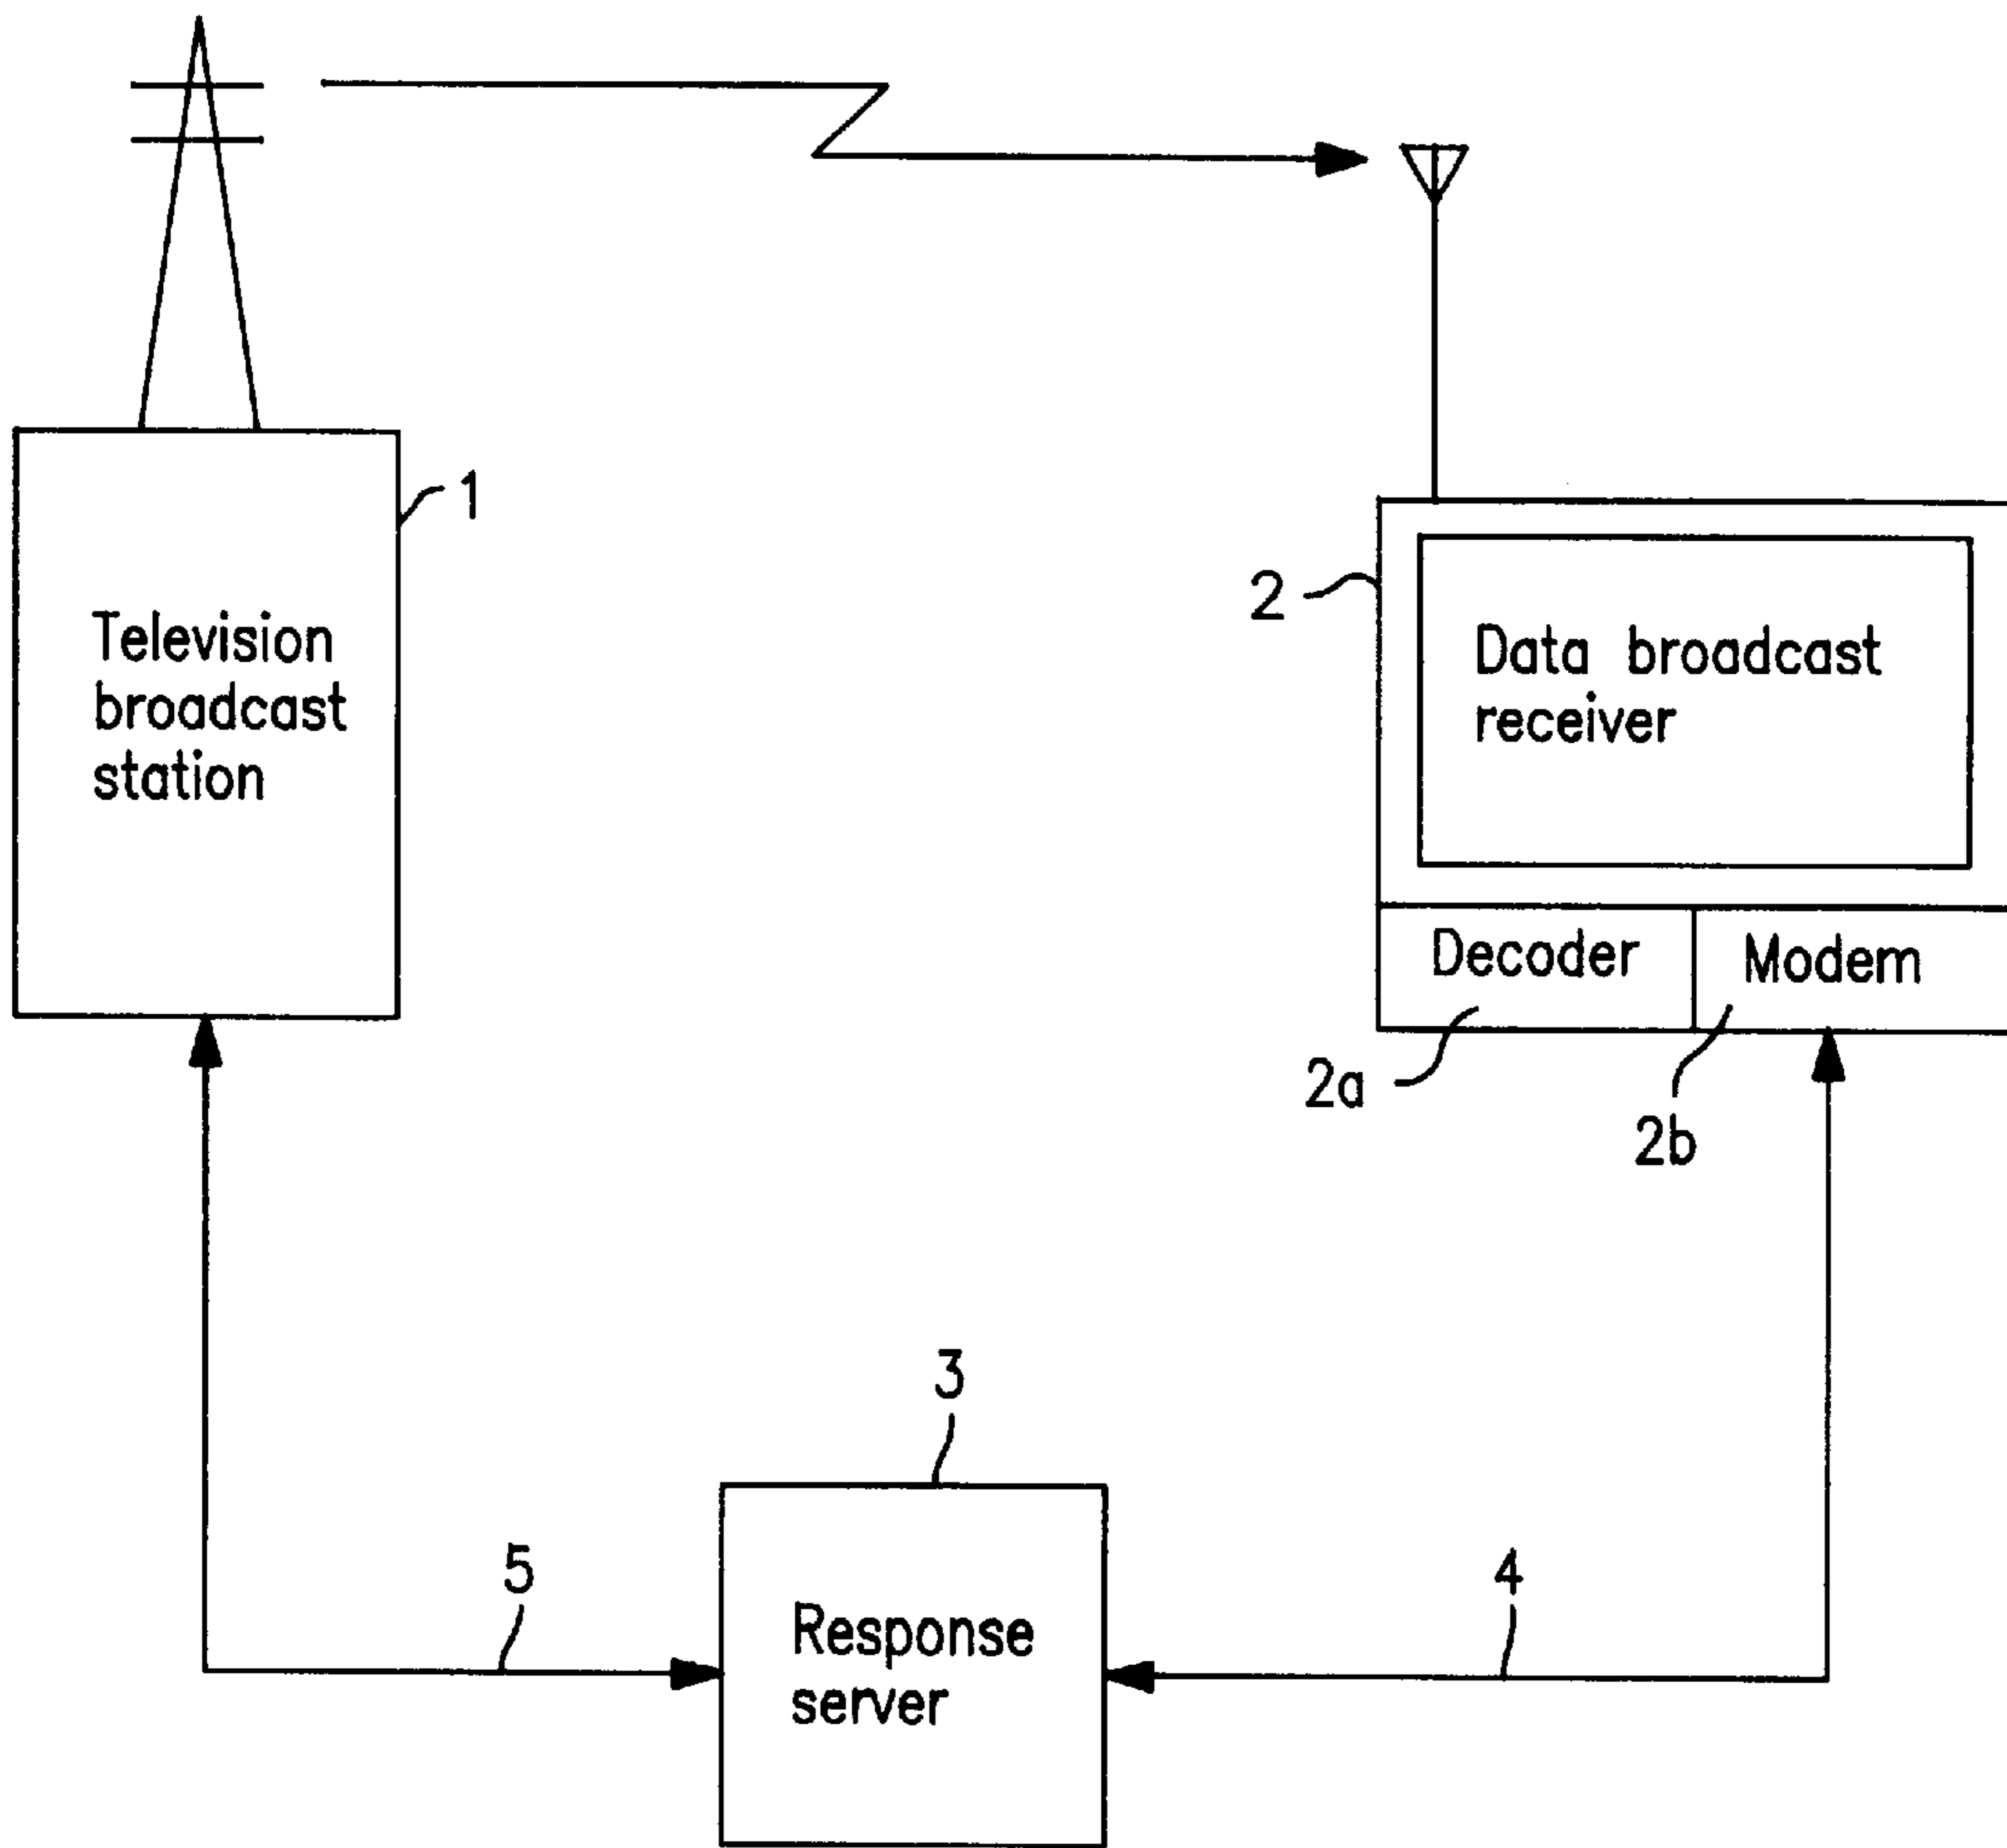 1
Television
broadcast
station
2
Data broadcast
receiver
Decoder
Modem
2a
2b
3
5
4
Response
server